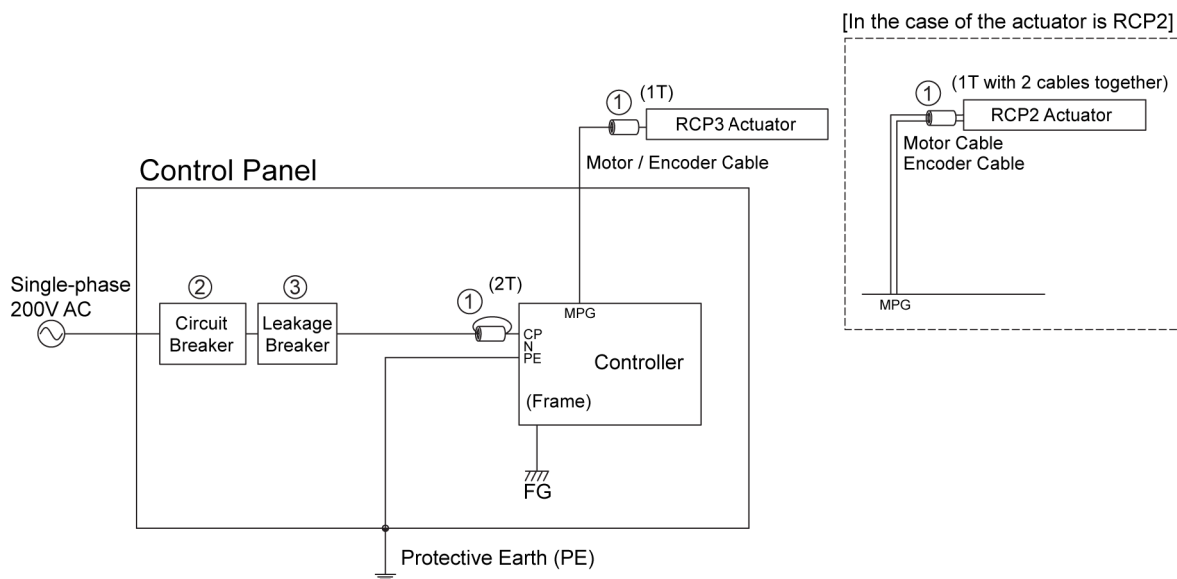 [In the case of the actuator is RCP2]
① (1T)
RCP3 Actuator
Motor / Encoder Cable
① (1T with 2 cables together)
RCP2 Actuator
Motor Cable
Encoder Cable
MPG
Control Panel
Single-phase
200V AC
②
Circuit
Breaker
③
Leakage
Breaker
① (2T)
MPG
CP
N
PE
Controller
(Frame)
FG
Protective Earth (PE)